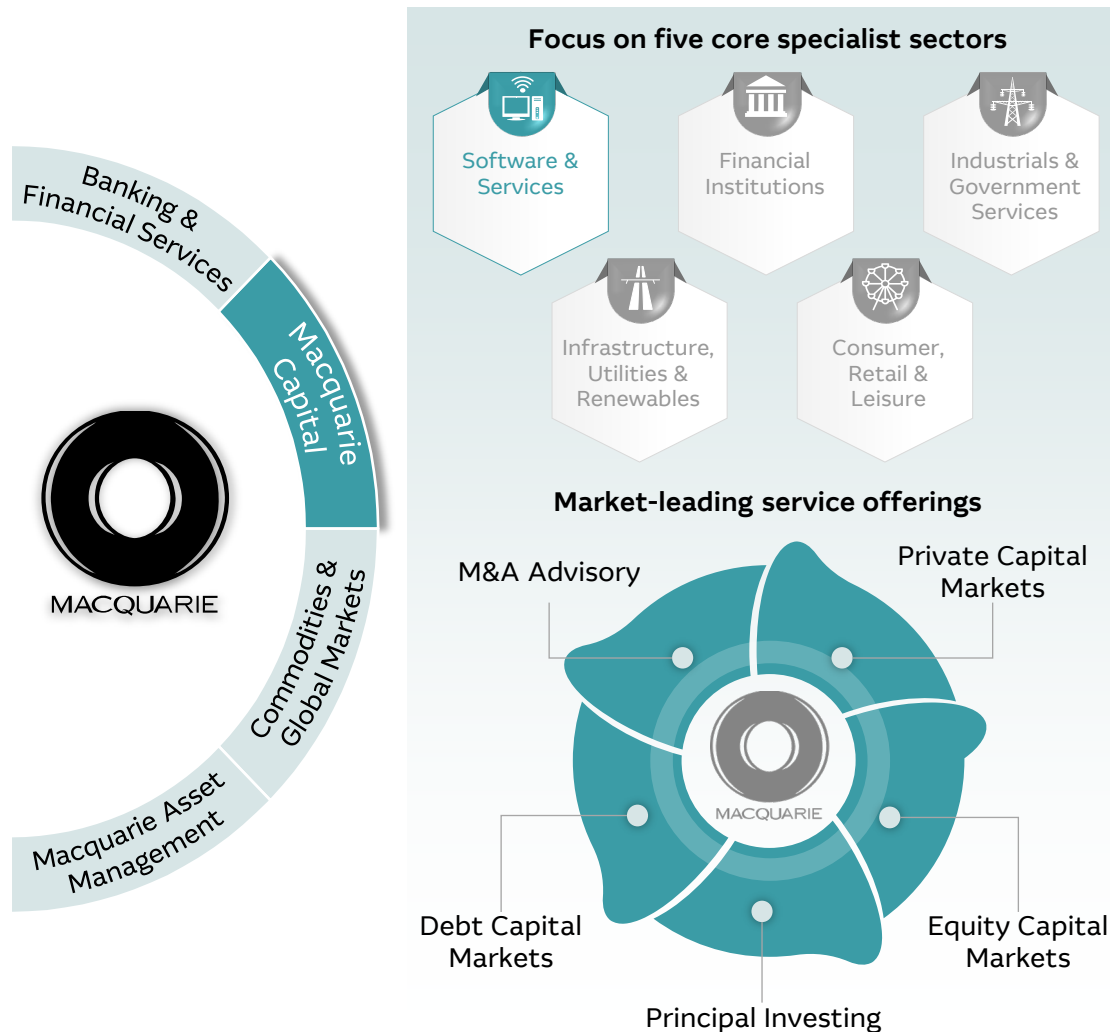 Banking &
Financial Services
Macquarie
Capital
MACQUARIE
Commodities &
Global Markets
Macquarie Asset
Management
Focus on five core specialist sectors
Software &
Services
Financial
Institutions
Industrials &
Government
Services
Infrastructure,
Utilities &
Renewables
Consumer,
Retail &
Leisure
Market-leading service offerings
M&A Advisory
Private Capital
Markets
MACQUARIE
Debt Capital
Markets
Equity Capital
Markets
Principal Investing